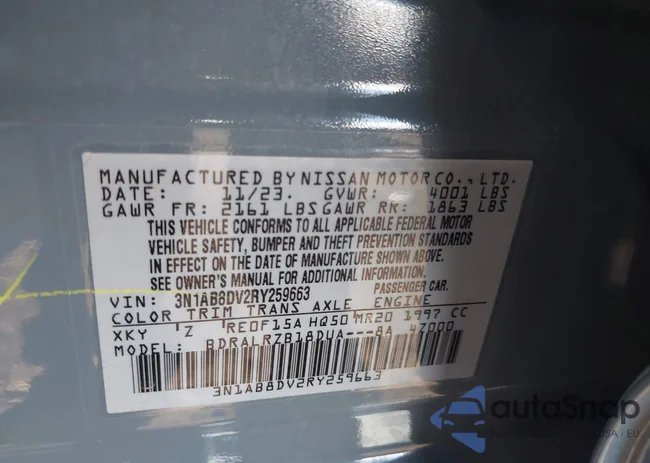 MANUFACTURED BY NISSAN MOTOR CO., LTD.
DATE: 11/23. GVWR: 4001 LBS
GAWR FR: 2161 LBS GAWR RR: 1863 LBS
THIS VEHICLE CONFORMS TO ALL APPLICABLE FEDERAL MOTOR
VEHICLE SAFETY, BUMPER AND THEFT PREVENTION STANDARDS
IN EFFECT ON THE DATE OF MANUFACTURE SHOWN ABOVE.
SEE OWNER'S MANUAL FOR ADDITIONAL INFORMATION.
VIN: 3N1AB8DV2RY259663
COLOR TRIM TRANS AXLE ENGINE
XKY Z RE0F15A HQ50 MR20 1997 CC
MODEL: BDRALRZB18DUA---8A 47000
3N1AB8DV2RY259663
autoSnap